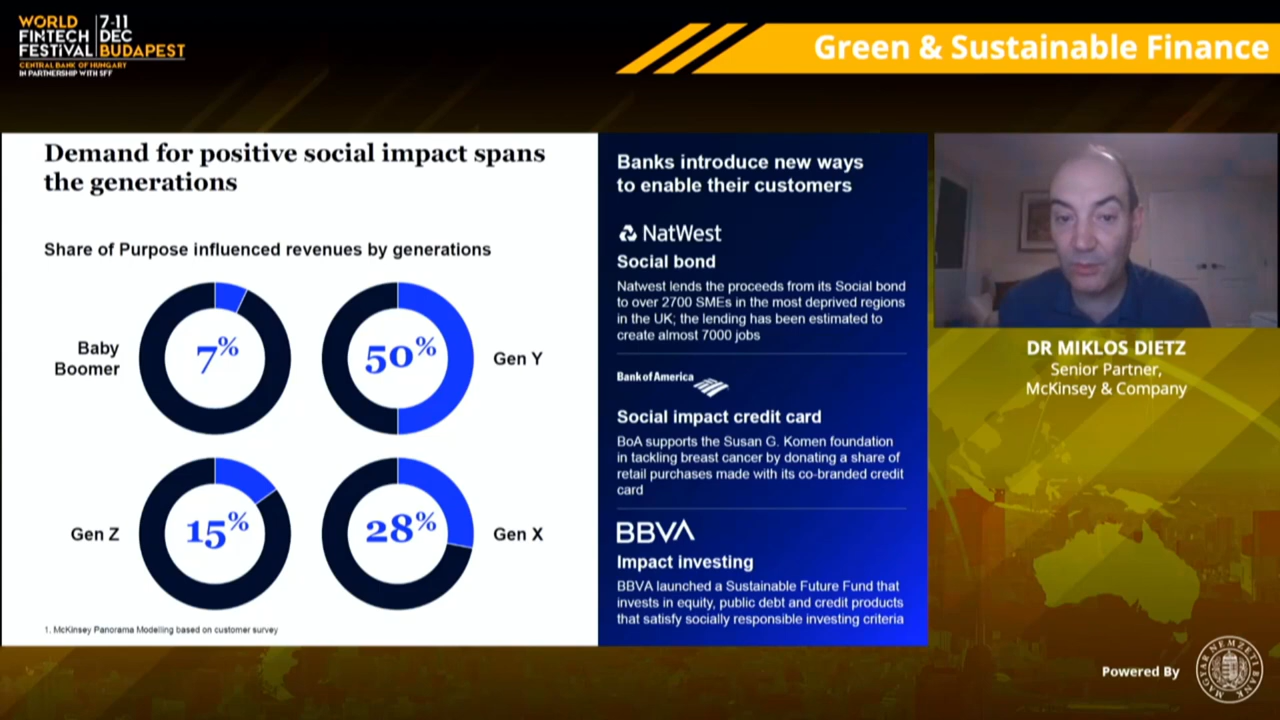 WORLD
FINTECH
FESTIVAL
7-11
DEC
BUDAPEST
CENTRAL BANK OF HUNGARY
IN PARTNERSHIP WITH SFF
Green & Sustainable Finance
Demand for positive social impact spans
the generations
Share of Purpose influenced revenues by generations
Baby
Boomer
7%
50%
Gen Y
Gen Z
15%
28%
Gen X
1. McKinsey Panorama Modelling based on customer survey
Banks introduce new ways
to enable their customers
NatWest
Social bond
Natwest lends the proceeds from its Social bond
to over 2700 SMEs in the most deprived regions
in the UK; the lending has been estimated to
create almost 7000 jobs
Bank of America
Social impact credit card
BoA supports the Susan G. Komen foundation
in tackling breast cancer by donating a share of
retail purchases made with its co-branded credit
card
BBVA
Impact investing
BBVA launched a Sustainable Future Fund that
invests in equity, public debt and credit products
that satisfy socially responsible investing criteria
DR MIKLOS DIETZ
Senior Partner,
McKinsey & Company
Powered By
MAGYAR NEMZETI BANK